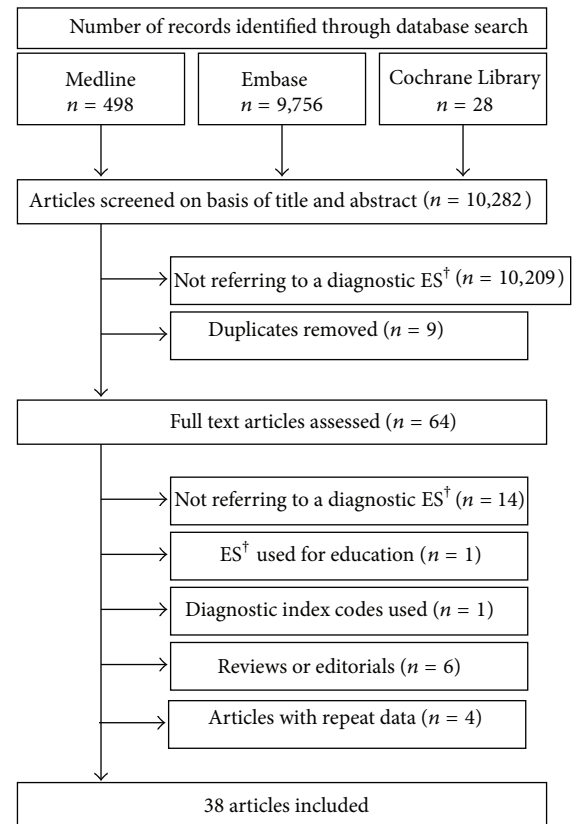 Number of records identified through database search
Medline
n = 498
Embase
n = 9,756
Cochrane Library
n = 28
Articles screened on basis of title and abstract (n = 10,282)
Not referring to a diagnostic ES† (n = 10,209)
Duplicates removed (n = 9)
Full text articles assessed (n = 64)
Not referring to a diagnostic ES† (n = 14)
ES† used for education (n = 1)
Diagnostic index codes used (n = 1)
Reviews or editorials (n = 6)
Articles with repeat data (n = 4)
38 articles included